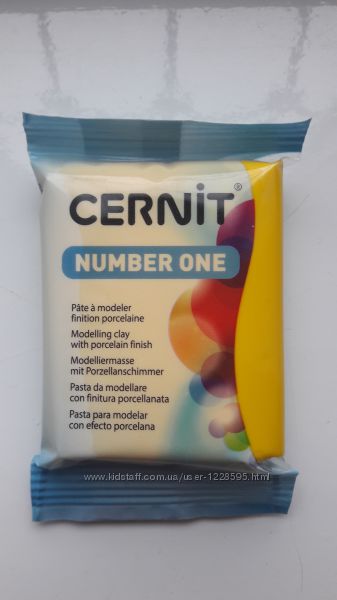 CERNIT®
NUMBER ONE
Pâte à modeler
finition porcelaine
Modelling clay
with porcelain finish
Modelliermasse
mit Porzellanschimmer
Pasta da modellare
con finitura porcellanata
Pasta para modelar
con efecto porcelana
www.kidstaff.com.ua/user-1228595.html